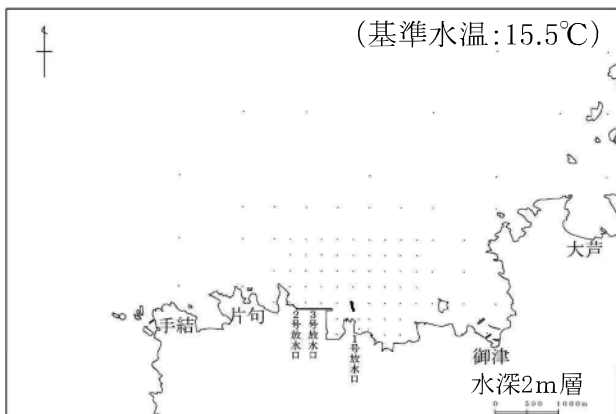 (基準水温:15.5℃)
大芦
手結
片句
2号放水口
3号放水口
1号放水口
御津
水深2m層
0 500 1000m